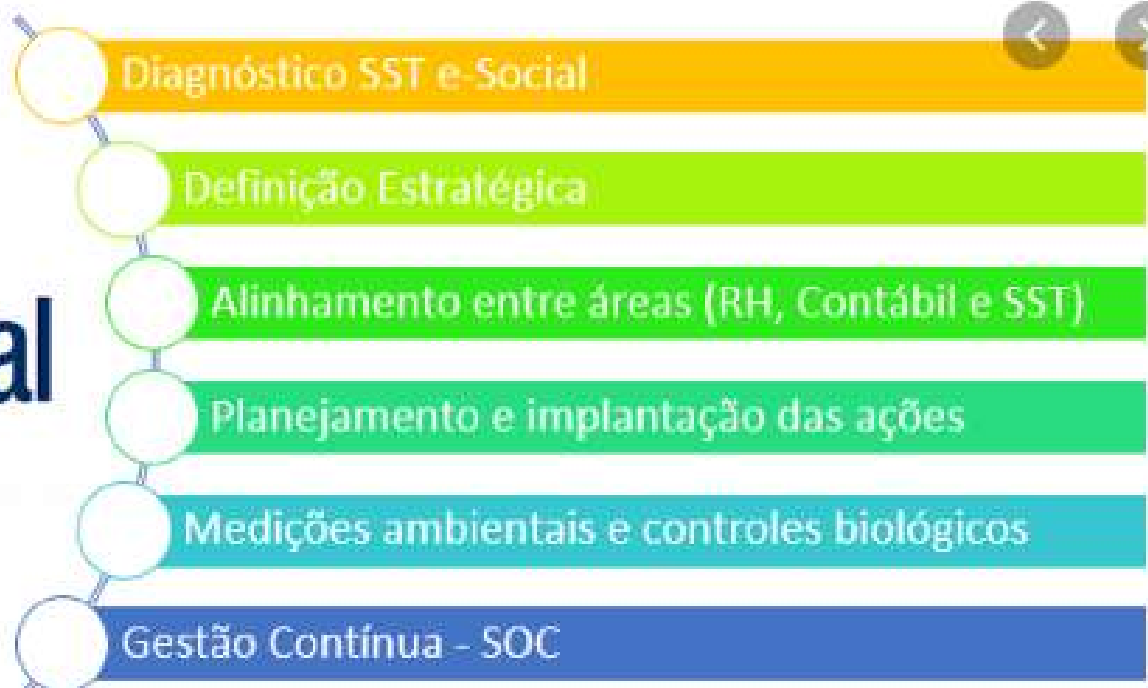 Diagnóstico SST e-Social
Definição Estratégica
Alinhamento entre áreas (RH, Contábil e SST)
al
Planejamento e implantação das ações
Medições ambientais e controles biológicos
Gestão Contínua - SOC